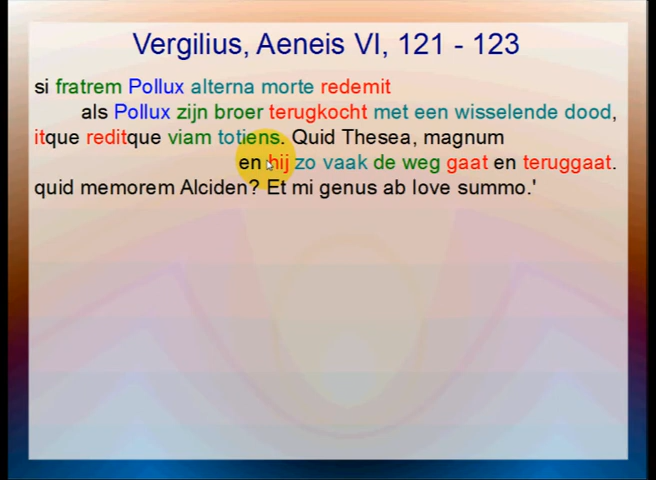 Vergilius, Aeneis VI, 121 - 123
si fratrem Pollux alterna morte redemit
als Pollux zijn broer terugkocht met een wisselende dood,
itque reditque viam totiens. Quid Thesea, magnum
en hij zo vaak de weg gaat en teruggaat.
quid memorem Alciden? Et mi genus ab Iove summo.'